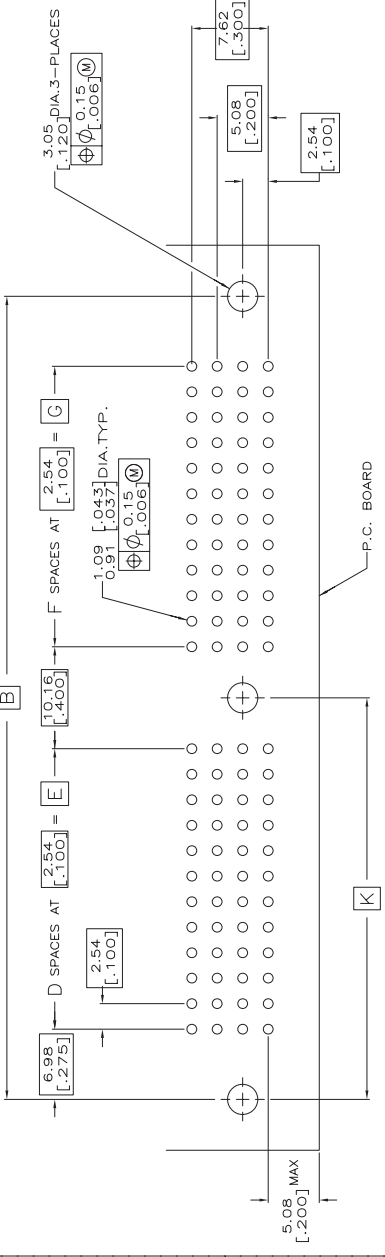 B
6.98
[.275]
D SPACES AT
2.54
[.100]
= E
10.16
[.400]
F SPACES AT
2.54
[.100]
= G
3.05
[.120]
DIA.3-PLACES
⌖ ∅ 0.15
[.006] Ⓜ
2.54
[.100]
1.09 [.043]
0.91 .037]
DIA.TYP.
⌖ ∅ 0.15
[.006] Ⓜ
7.62
[.300]
5.08
[.200]
2.54
[.100]
5.08
[.200]
MAX
K
P.C. BOARD